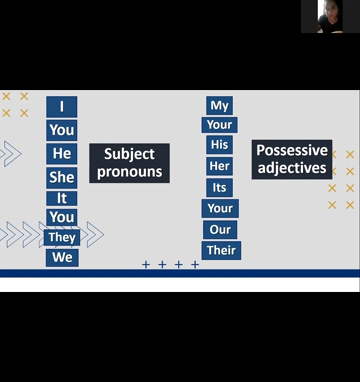 I
You
He
She
It
You
They
We
Subject
pronouns
My
Your
His
Her
Its
Your
Our
Their
Possessive
adjectives